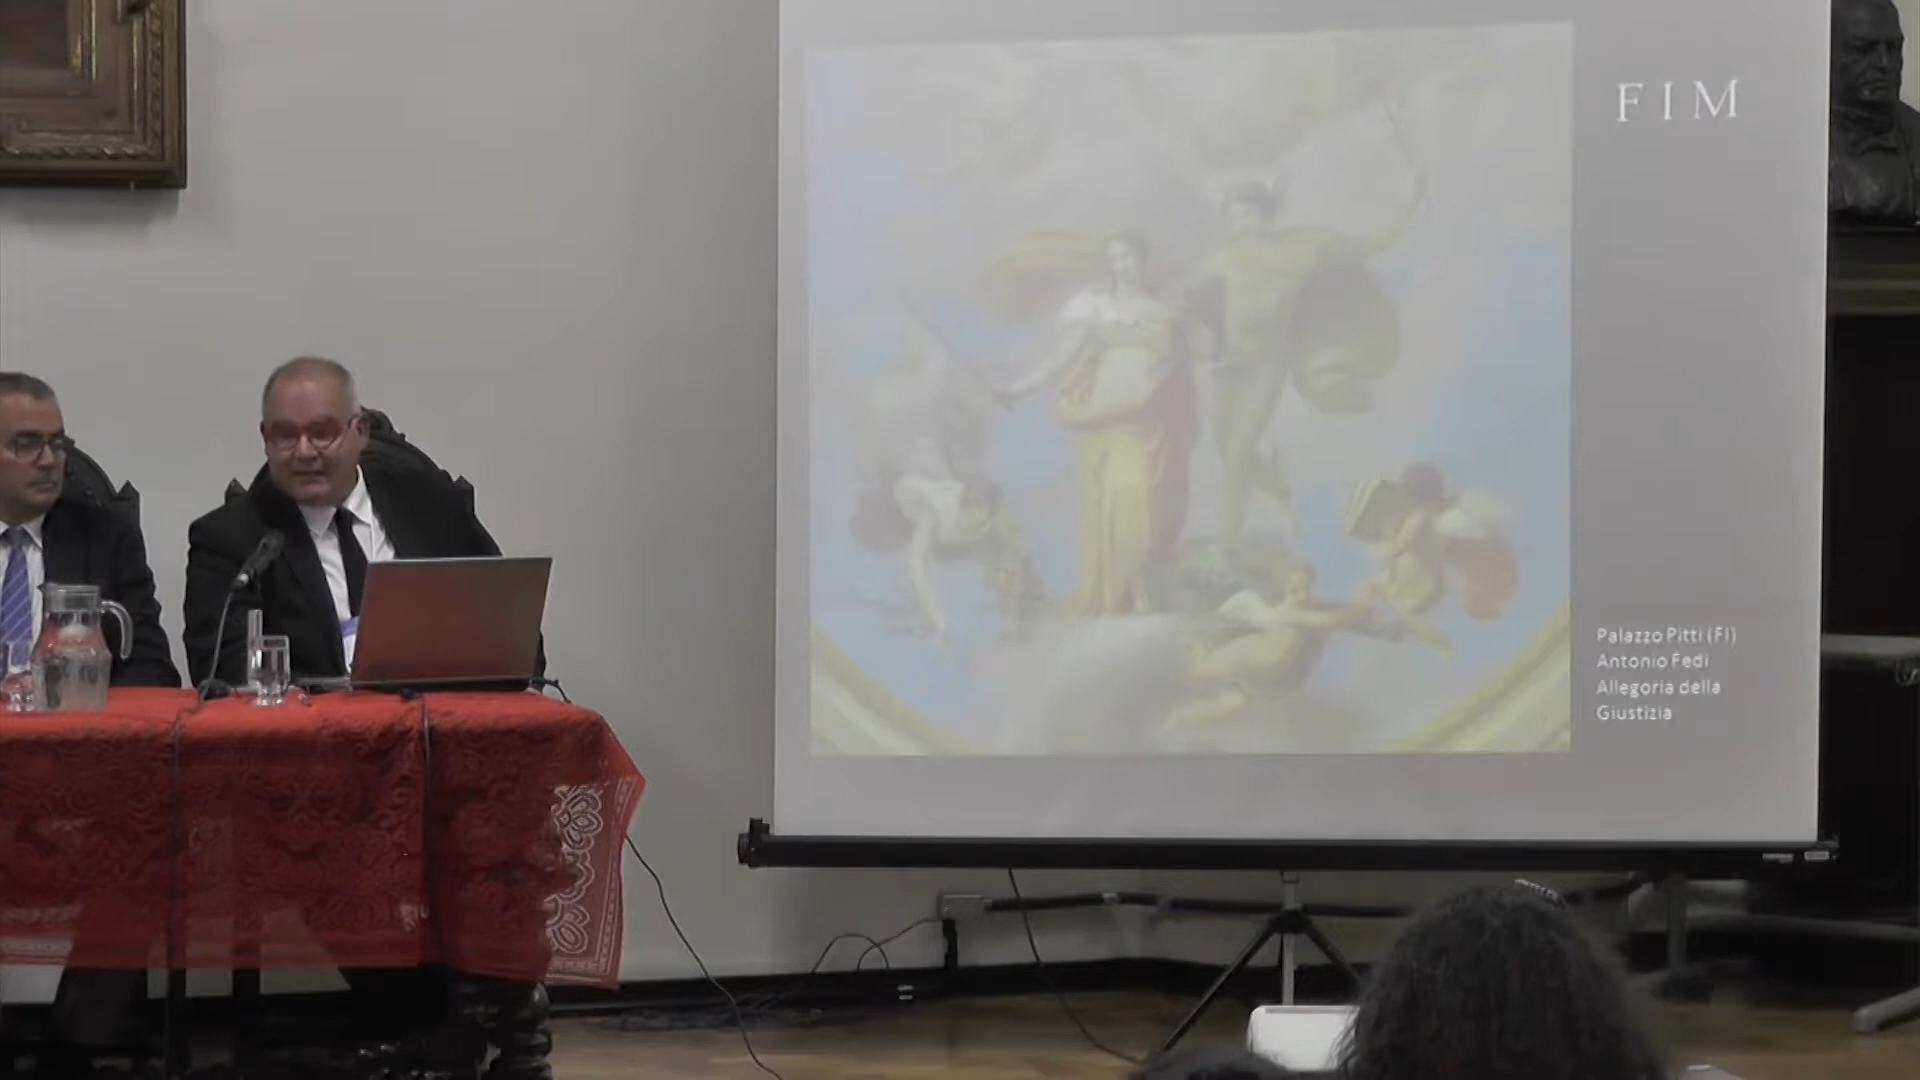 FIM
Palazzo Pitti (FI)
Antonio Fedi
Allegoria della
Giustizia